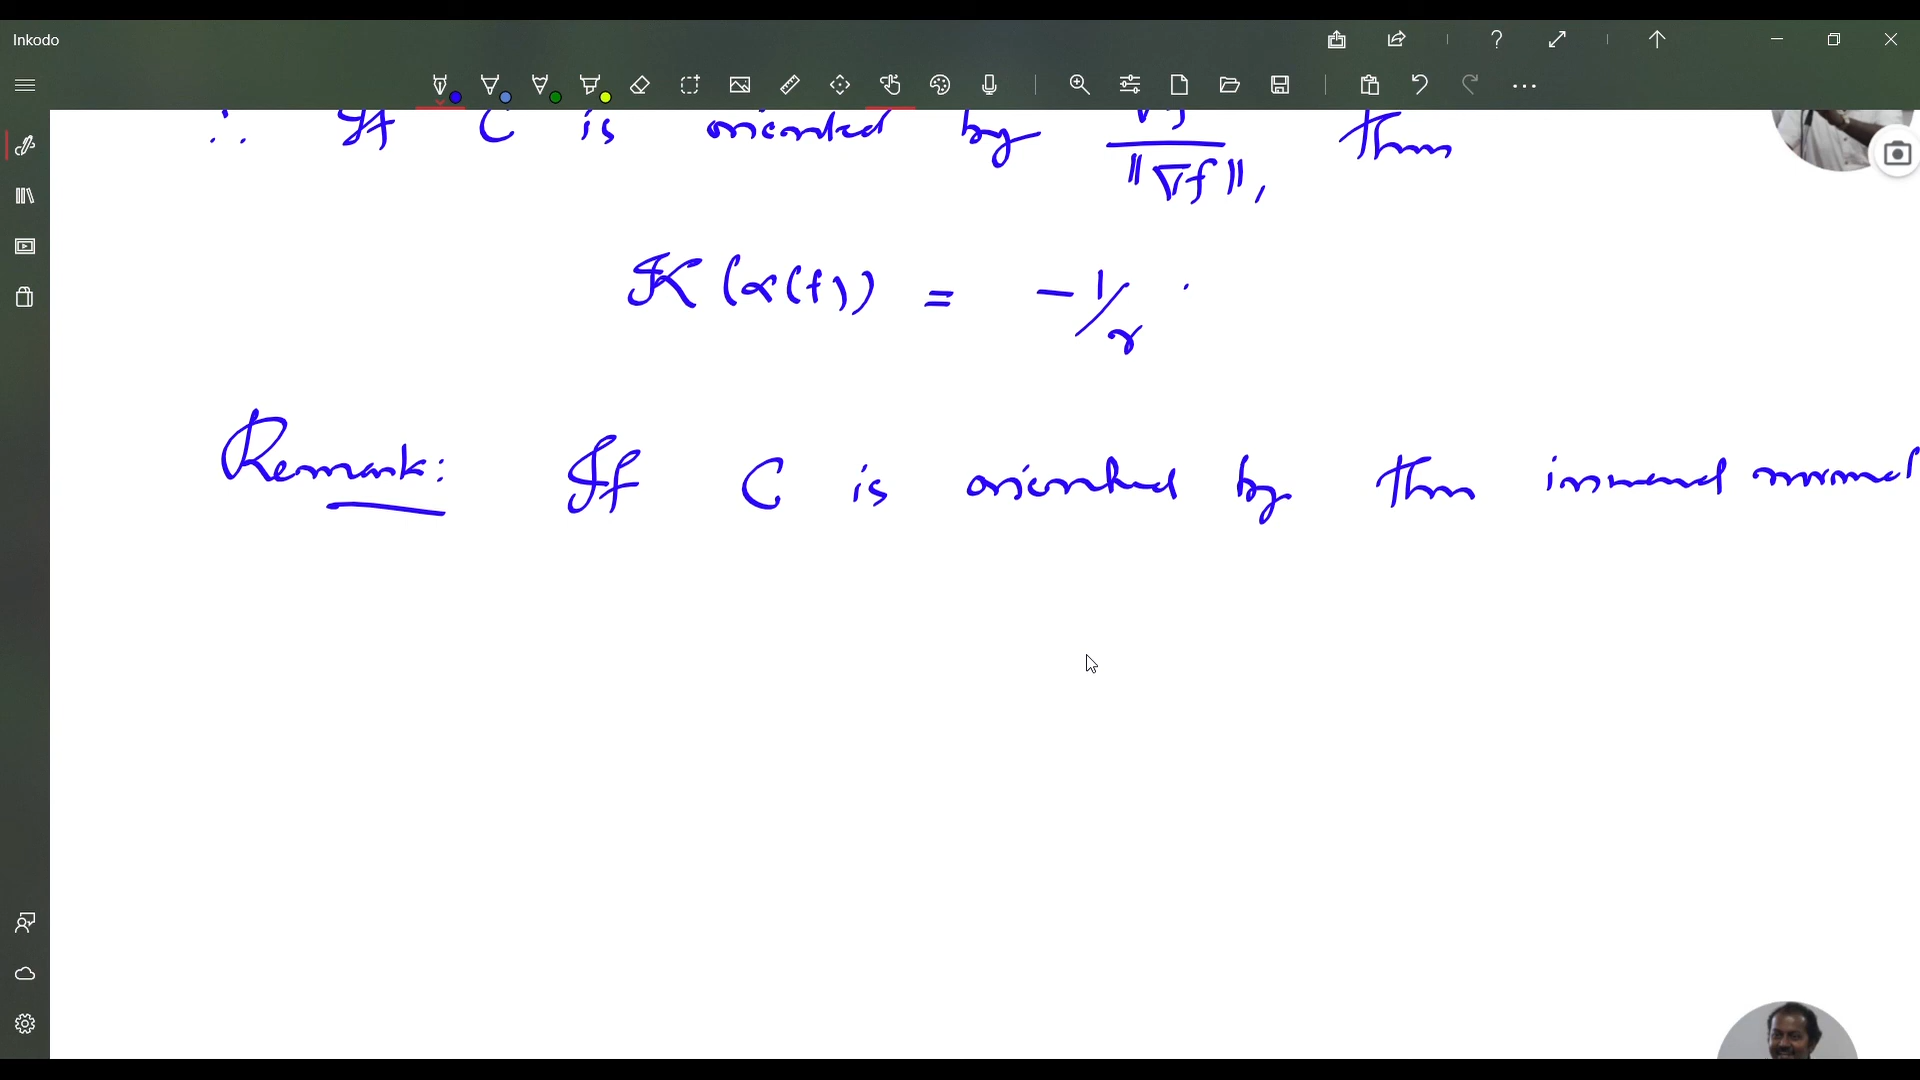 Inkodo
∴ If C is oriented by ∇f / ‖∇f‖, then
K(α(t)) = -1/r.
Remark: If C is oriented by the inward normal